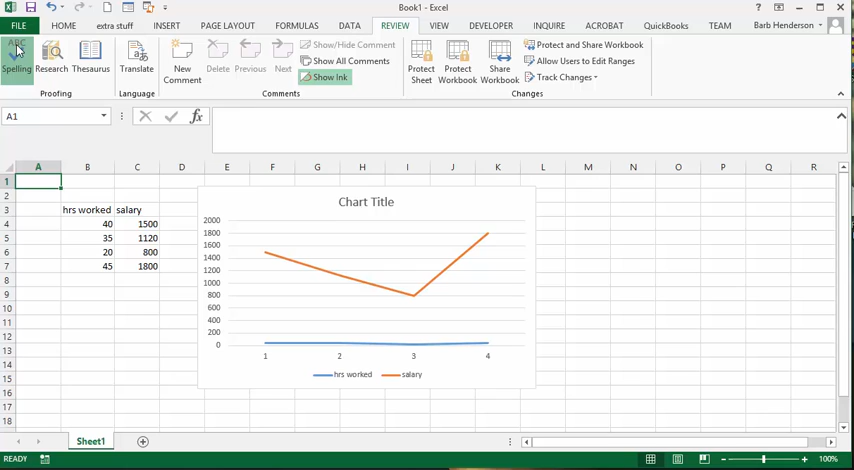 Book1 - Excel
FILE HOME extra stuff INSERT PAGE LAYOUT FORMULAS DATA REVIEW VIEW DEVELOPER INQUIRE ACROBAT QuickBooks TEAM Barb Henderson
ABC
Spelling Research Thesaurus
Proofing
Translate
Language
New Comment Delete Previous Next
Show/Hide Comment
Show All Comments
Show Ink
Comments
Protect Sheet Protect Workbook Share Workbook
Protect and Share Workbook
Allow Users to Edit Ranges
Track Changes
Changes
A1 fx
A B C D E F G H I J K L M N O P Q R
1
2
3 hrs worked salary
4 40 1500
5 35 1120
6 20 800
7 45 1800
8
9
10
11
12
13
14
15
16
17
18
Chart Title
2000
1800
1600
1400
1200
1000
800
600
400
200
0
1 2 3 4
hrs worked salary
Sheet1
READY 100%